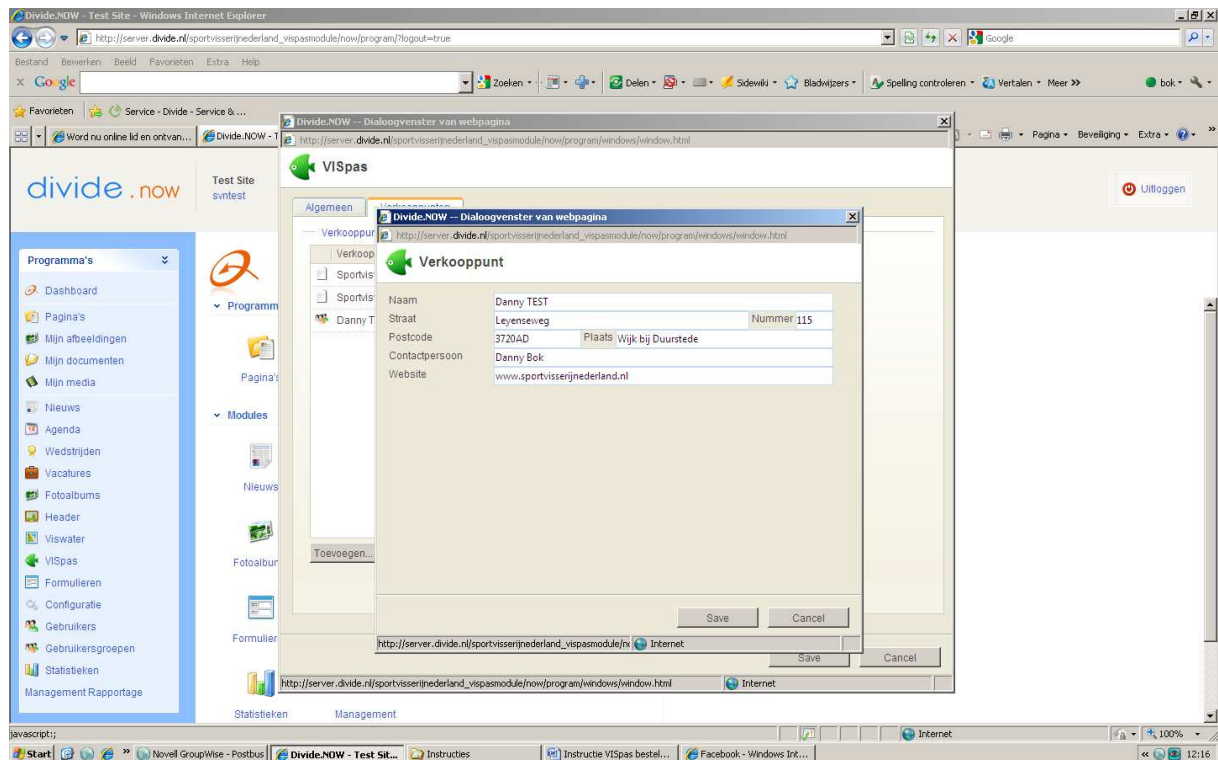 Divide.NOW - Test Site - Windows Internet Explorer
http://server.divide.nl/sportvisserijnederland_vispasmodule/now/program/?logout=true
Google
Bestand Bewerken Beeld Favorieten Extra Help
x Google
Zoeken
Delen
Sidewiki
Bladwijzers
Spelling controleren
Vertalen
Meer >>
bok
Favorieten
Service - Divide - Service & ...
Word nu online lid en ontvan...
Divide.NOW - T
Pagina
Beveiliging
Extra
divide.now
Test Site
svntest
Uitloggen
Programma's
Dashboard
Pagina's
Mijn afbeeldingen
Mijn documenten
Mijn media
Nieuws
Agenda
Wedstrijden
Vacatures
Fotoalbums
Header
Viswater
VISpas
Formulieren
Configuratie
Gebruikers
Gebruikersgroepen
Statistieken
Management Rapportage
Programm
Pagina's
Modules
Nieuws
Fotoalbum
Formulier
Statistieken
Management
Divide.NOW -- Dialoogvenster van webpagina
http://server.divide.nl/sportvisserijnederland_vispasmodule/now/program/windows/window.html
VISpas
Algemeen
Verkooppunten
Verkooppun
Verkoop
Sportvis
Sportvis
Danny T
Toevoegen...
Divide.NOW -- Dialoogvenster van webpagina
http://server.divide.nl/sportvisserijnederland_vispasmodule/now/program/windows/window.html
Verkooppunt
Naam Danny TEST
Straat Leyenseweg Nummer 115
Postcode 3720AD Plaats Wijk bij Duurstede
Contactpersoon Danny Bok
Website www.sportvisserijnederland.nl
Save Cancel
http://server.divide.nl/sportvisserijnederland_vispasmodule/n Internet
Save Cancel
http://server.divide.nl/sportvisserijnederland_vispasmodule/now/program/windows/window.html Internet
javascript:; Internet 100%
Start
Novell GroupWise - Postbus
Divide.NOW - Test Sit...
Instructies
Instructie VISpas bestel...
Facebook - Windows Int...
12:16